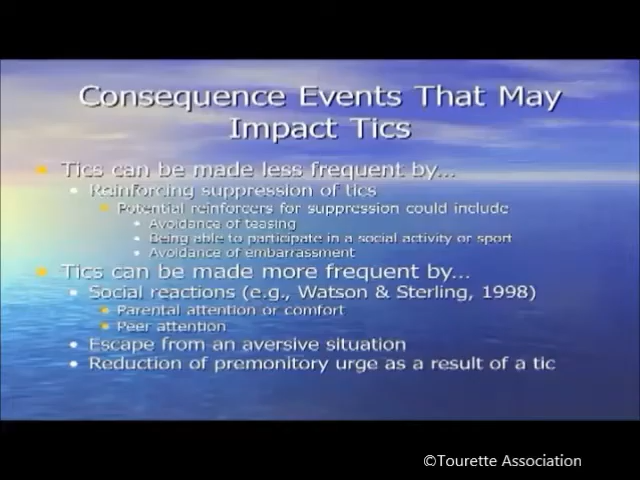 Consequence Events That May
Impact Tics
Tics can be made less frequent by...
Reinforcing suppression of tics
Potential reinforcers for suppression could include
Avoidance of teasing
Being able to participate in a social activity or sport
Avoidance of embarrassment
Tics can be made more frequent by...
Social reactions (e.g., Watson & Sterling, 1998)
Parental attention or comfort
Peer attention
Escape from an aversive situation
Reduction of premonitory urge as a result of a tic
©Tourette Association